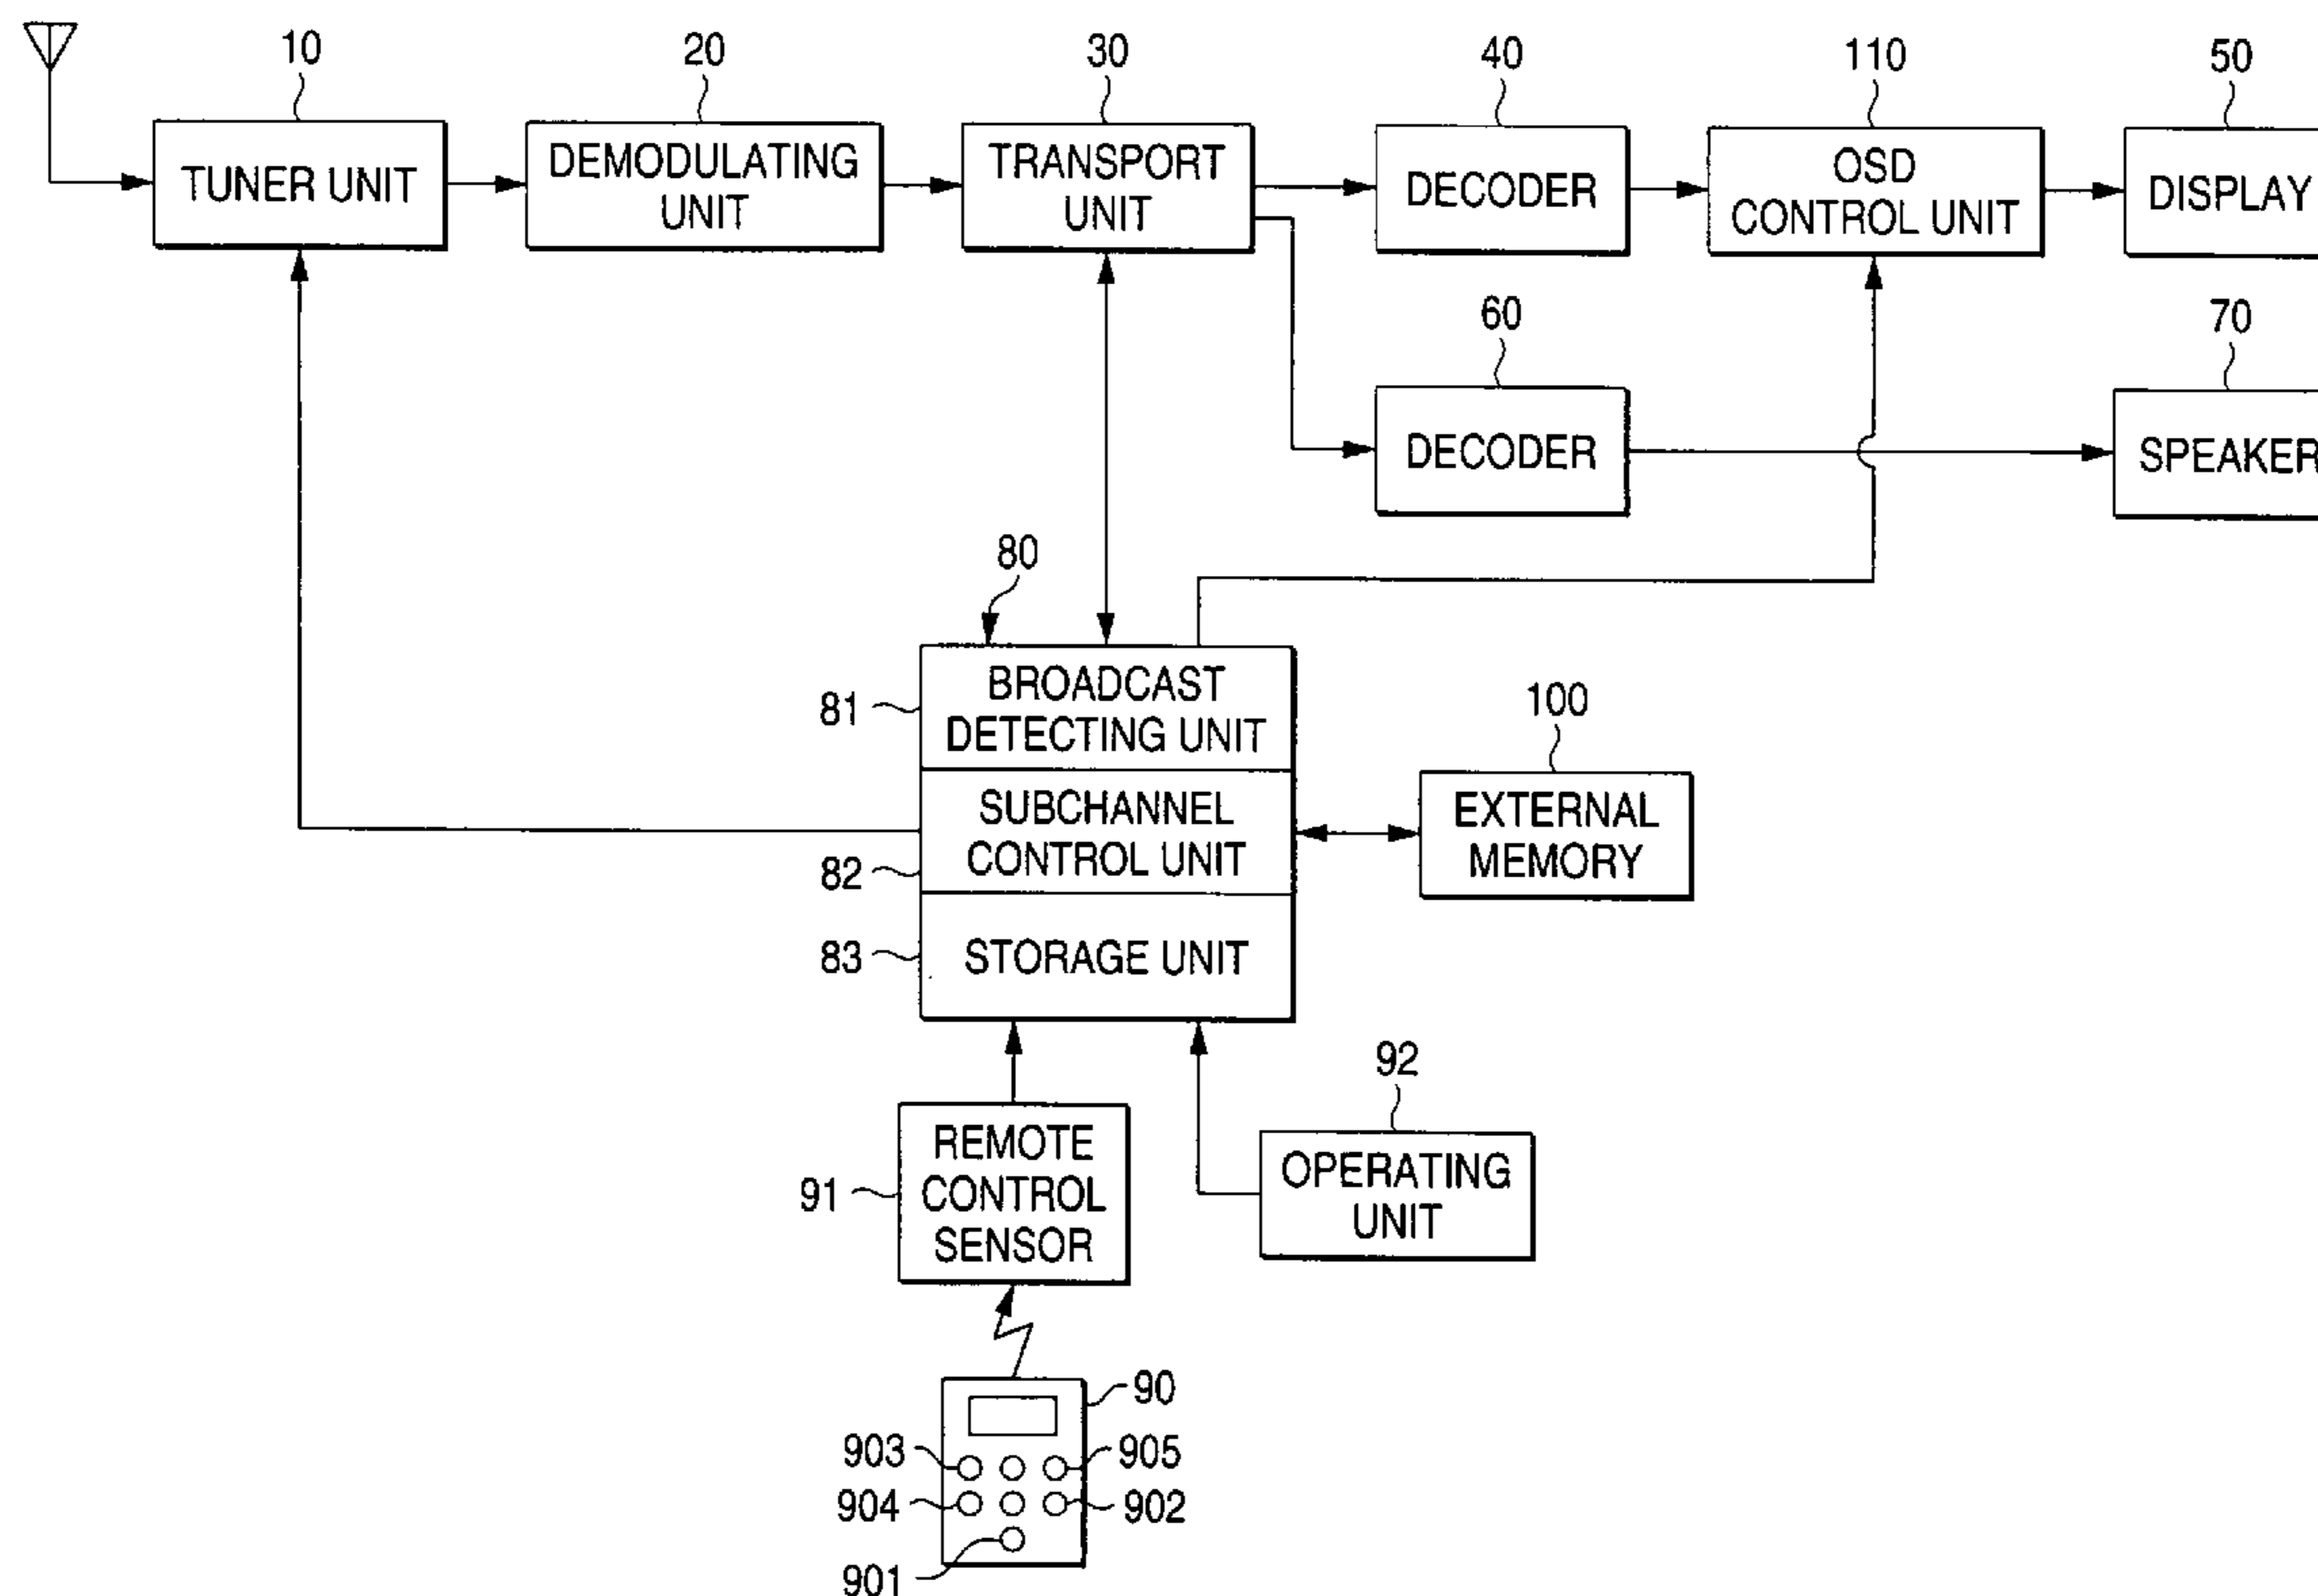 10
20
30
40
110
50
TUNER UNIT
DEMODULATING
UNIT
TRANSPORT
UNIT
DECODER
OSD
CONTROL UNIT
DISPLAY
60
70
DECODER
SPEAKER
80
81
BROADCAST
DETECTING UNIT
100
82
SUBCHANNEL
CONTROL UNIT
EXTERNAL
MEMORY
83
STORAGE UNIT
92
91
REMOTE
CONTROL
SENSOR
OPERATING
UNIT
90
903
905
904
902
901